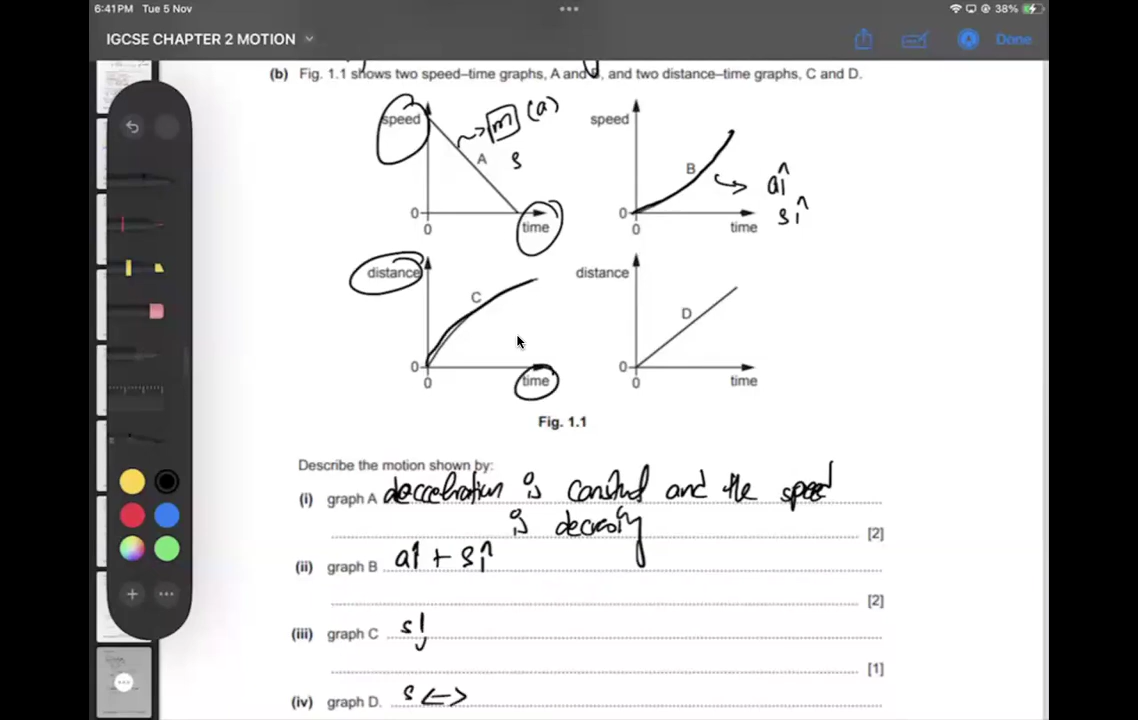 6:41 PM Tue 5 Nov
38%
IGCSE CHAPTER 2 MOTION
Done
(b) Fig. 1.1 shows two speed–time graphs, A and B, and two distance–time graphs, C and D.
speed
m (a)
A
s
0
0
time
speed
B
a↑
s↑
0
0
time
distance
C
0
0
time
distance
D
0
0
time
Fig. 1.1
Describe the motion shown by:
(i) graph A decceleration is constant and the speed
is [2]
(ii) graph B a↑ + s↑
[2]
(iii) graph C s↓
[1]
(iv) graph D. s ↔